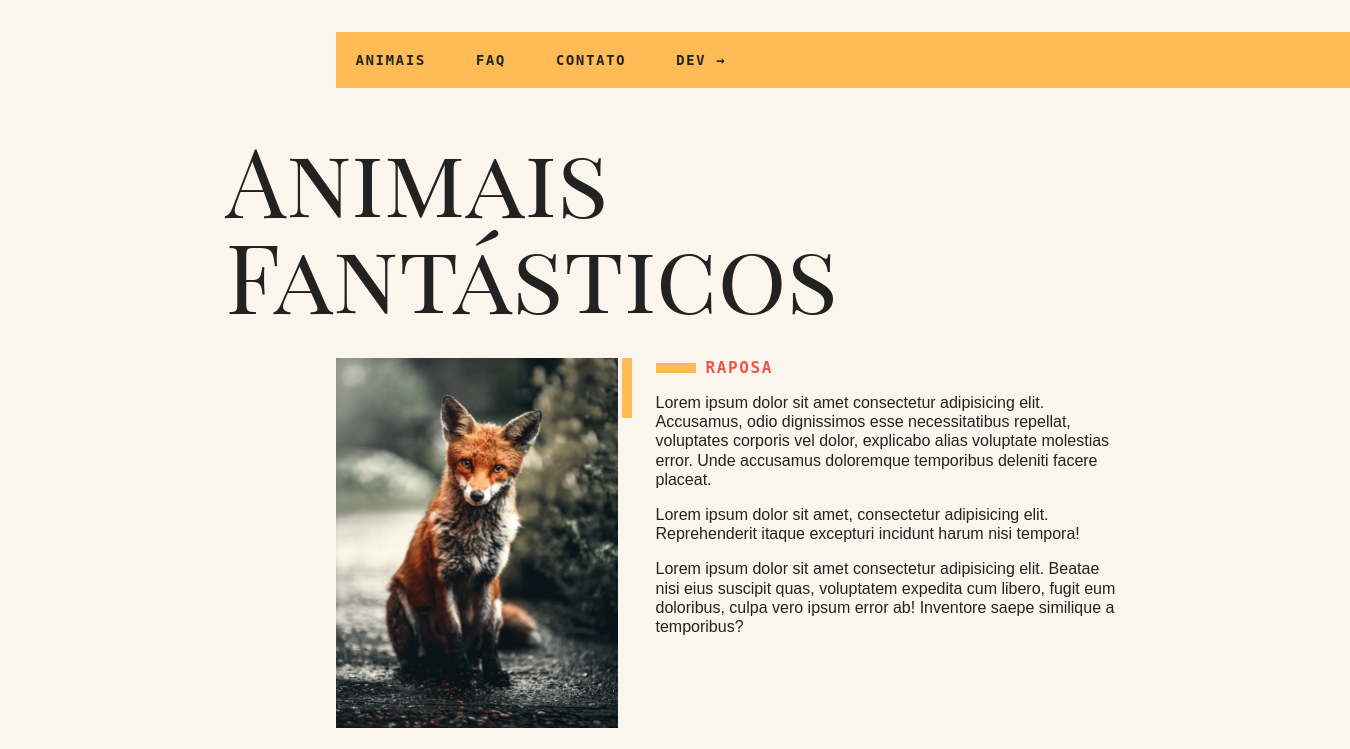 ANIMAIS FAQ CONTATO DEV →
Animais
Fantásticos
RAPOSA
Lorem ipsum dolor sit amet consectetur adipisicing elit.
Accusamus, odio dignissimos esse necessitatibus repellat,
voluptates corporis vel dolor, explicabo alias voluptate molestias
error. Unde accusamus doloremque temporibus deleniti facere
placeat.
Lorem ipsum dolor sit amet, consectetur adipisicing elit.
Reprehenderit itaque excepturi incidunt harum nisi tempora!
Lorem ipsum dolor sit amet consectetur adipisicing elit. Beatae
nisi eius suscipit quas, voluptatem expedita cum libero, fugit eum
doloribus, culpa vero ipsum error ab! Inventore saepe similique a
temporibus?